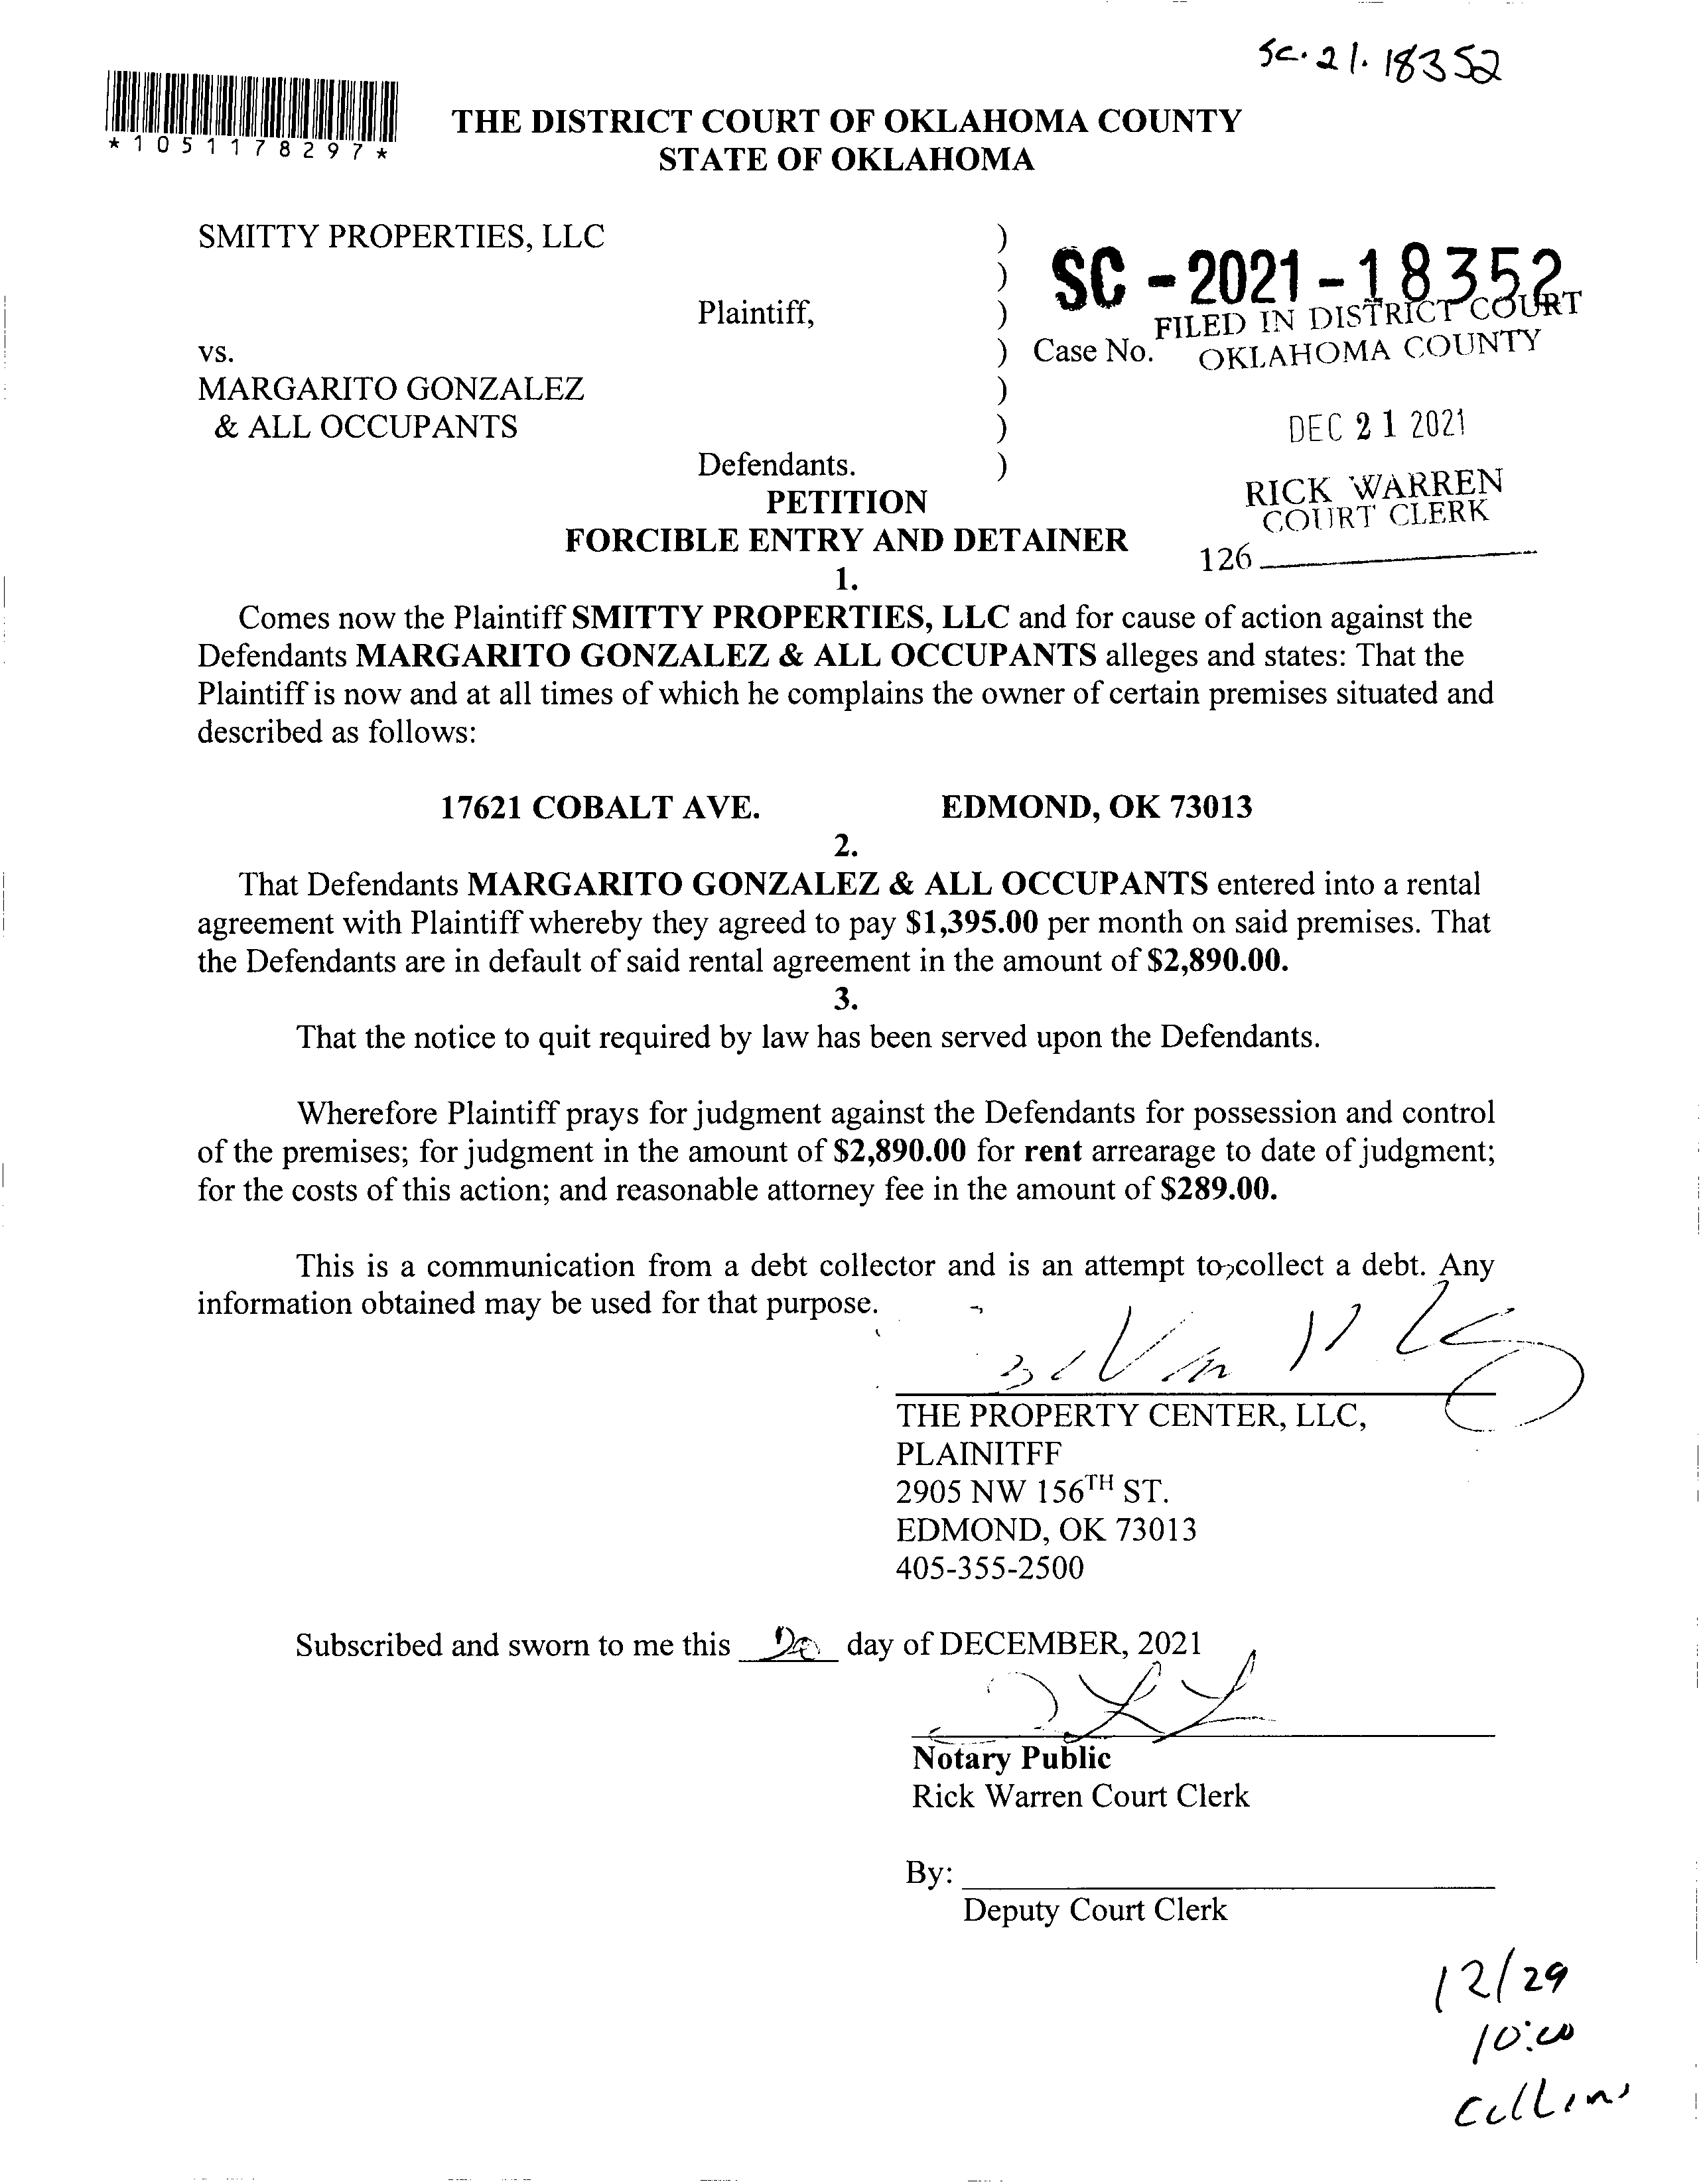 sc.21.18352
*1051178297*
THE DISTRICT COURT OF OKLAHOMA COUNTY
STATE OF OKLAHOMA
SMITTY PROPERTIES, LLC )
)
SC-2021-18352
Plaintiff, )
FILED IN DISTRICT COURT
vs. ) Case No.
OKLAHOMA COUNTY
MARGARITO GONZALEZ )
& ALL OCCUPANTS )
DEC 21 2021
Defendants. )
RICK WARREN
COURT CLERK
126
PETITION
FORCIBLE ENTRY AND DETAINER
1.
Comes now the Plaintiff SMITTY PROPERTIES, LLC and for cause of action against the
Defendants MARGARITO GONZALEZ & ALL OCCUPANTS alleges and states: That the
Plaintiff is now and at all times of which he complains the owner of certain premises situated and
described as follows:
17621 COBALT AVE. EDMOND, OK 73013
2.
That Defendants MARGARITO GONZALEZ & ALL OCCUPANTS entered into a rental
agreement with Plaintiff whereby they agreed to pay $1,395.00 per month on said premises. That
the Defendants are in default of said rental agreement in the amount of $2,890.00.
3.
That the notice to quit required by law has been served upon the Defendants.
Wherefore Plaintiff prays for judgment against the Defendants for possession and control
of the premises; for judgment in the amount of $2,890.00 for rent arrearage to date of judgment;
for the costs of this action; and reasonable attorney fee in the amount of $289.00.
This is a communication from a debt collector and is an attempt to collect a debt. Any
information obtained may be used for that purpose.
THE PROPERTY CENTER, LLC,
PLAINITFF
2905 NW 156TH ST.
EDMOND, OK 73013
405-355-2500
Subscribed and sworn to me this day of DECEMBER, 2021
Notary Public
Rick Warren Court Clerk
By:
Deputy Court Clerk
12/29
10:00
Collins